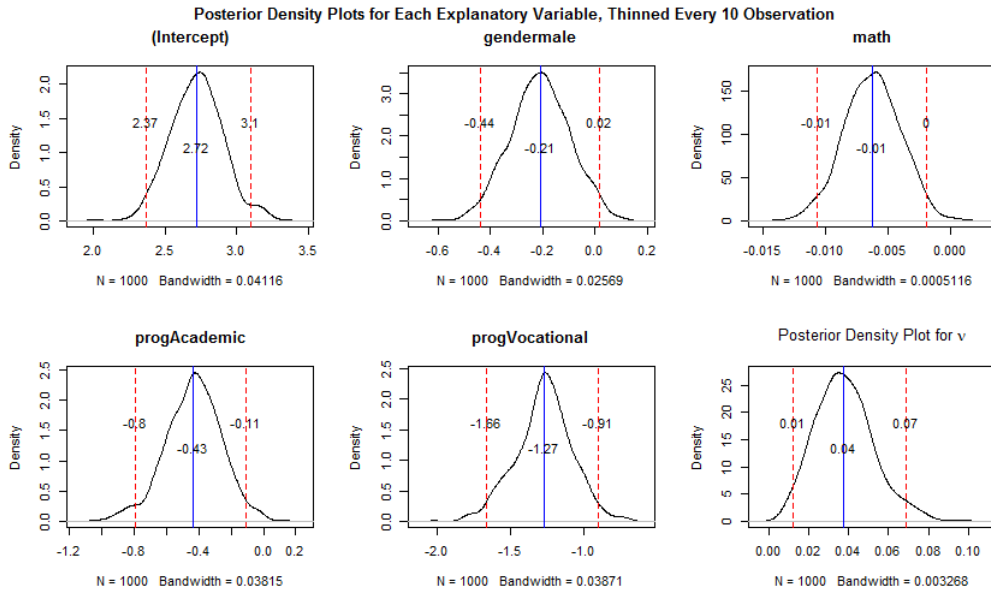 Posterior Density Plots for Each Explanatory Variable, Thinned Every 10 Observation
(Intercept)
Density
0.0 0.5 1.0 1.5 2.0
2.37
2.72
3.1
2.0 2.5 3.0 3.5
N = 1000 Bandwidth = 0.04116
gendermale
Density
0.0 1.0 2.0 3.0
-0.44
-0.21
0.02
-0.6 -0.4 -0.2 0.0 0.2
N = 1000 Bandwidth = 0.02569
math
Density
0 50 100 150
-0.01
-0.01
0
-0.015 -0.010 -0.005 0.000
N = 1000 Bandwidth = 0.0005116
progAcademic
Density
0.0 0.5 1.0 1.5 2.0 2.5
-0.8
-0.43
-0.11
-1.2 -0.8 -0.4 0.0 0.2
N = 1000 Bandwidth = 0.03815
progVocational
Density
0.0 0.5 1.0 1.5 2.0 2.5
-1.66
-1.27
-0.91
-2.0 -1.5 -1.0
N = 1000 Bandwidth = 0.03871
Posterior Density Plot for ν
Density
0 5 10 15 20 25
0.01
0.04
0.07
0.00 0.02 0.04 0.06 0.08 0.10
N = 1000 Bandwidth = 0.003268